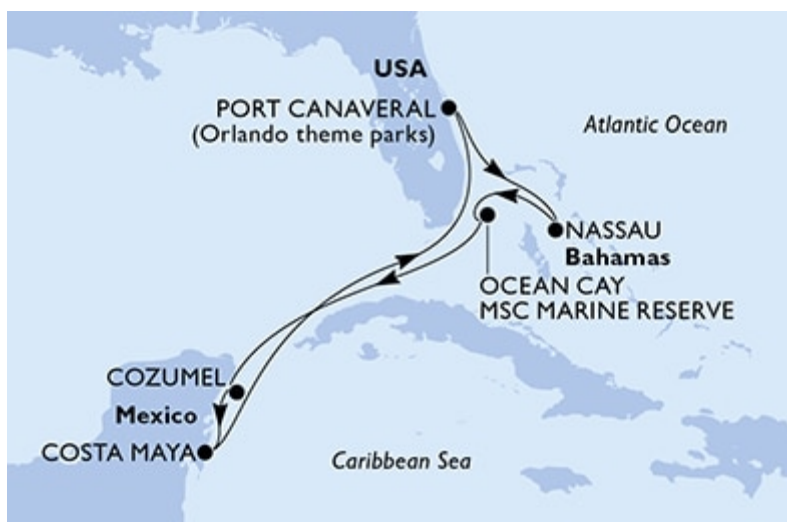 USA
PORT CANAVERAL
(Orlando theme parks)
Atlantic Ocean
NASSAU
Bahamas
OCEAN CAY
MSC MARINE RESERVE
COZUMEL
Mexico
COSTA MAYA
Caribbean Sea